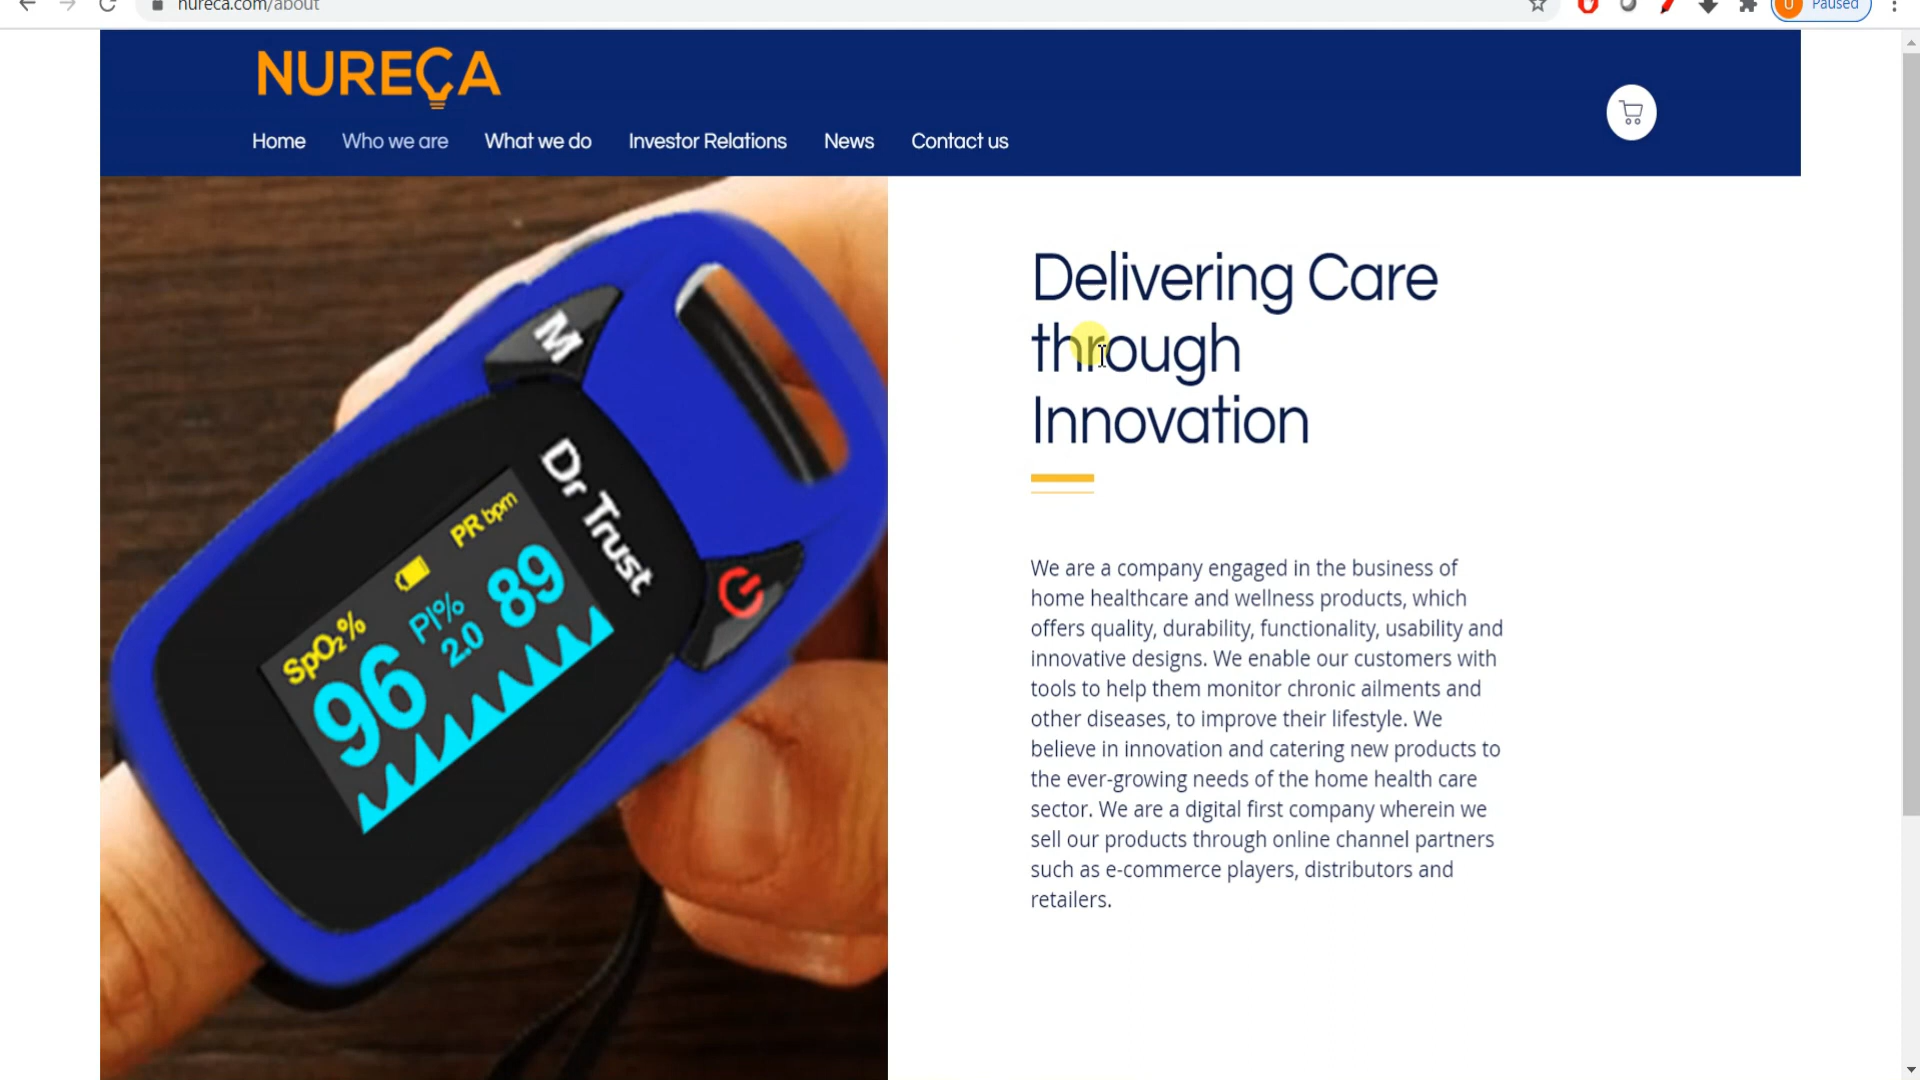 nureca.com/about
U
Paused
NURECA
Home Who we are What we do Investor Relations News Contact us
Delivering Care
through
Innovation
M
Dr Trust
SpO₂%
PR bpm
96
PI%
2.0
89
We are a company engaged in the business of
home healthcare and wellness products, which
offers quality, durability, functionality, usability and
innovative designs. We enable our customers with
tools to help them monitor chronic ailments and
other diseases, to improve their lifestyle. We
believe in innovation and catering new products to
the ever-growing needs of the home health care
sector. We are a digital first company wherein we
sell our products through online channel partners
such as e-commerce players, distributors and
retailers.